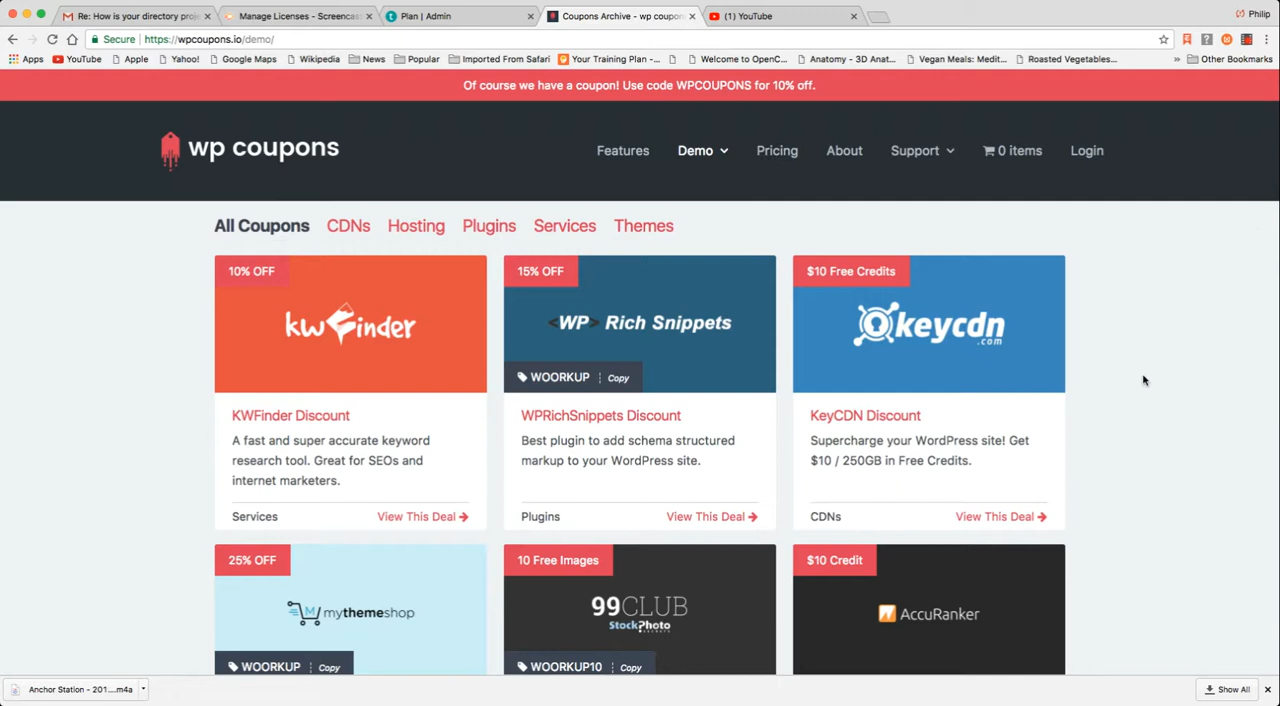 Re: How is your directory proj
Manage Licenses - Screencas
Plan | Admin
Coupons Archive - wp coupon
(1) YouTube
Philip
Secure | https://wpcoupons.io/demo/
Apps YouTube Apple Yahoo! Google Maps Wikipedia News Popular Imported From Safari Your Training Plan -... Welcome to OpenC... Anatomy - 3D Anat... Vegan Meals: Medit... Roasted Vegetables... » Other Bookmarks
Of course we have a coupon! Use code WPCOUPONS for 10% off.
wp coupons
Features Demo Pricing About Support 0 items Login
All Coupons CDNs Hosting Plugins Services Themes
10% OFF
kwfinder
KWFinder Discount
A fast and super accurate keyword
research tool. Great for SEOs and
internet marketers.
Services View This Deal
15% OFF
<WP> Rich Snippets
WOORKUP Copy
WPRichSnippets Discount
Best plugin to add schema structured
markup to your WordPress site.
Plugins View This Deal
$10 Free Credits
keycdn
.com
KeyCDN Discount
Supercharge your WordPress site! Get
$10 / 250GB in Free Credits.
CDNs View This Deal
25% OFF
M mythemeshop
WOORKUP Copy
10 Free Images
99CLUB
StockPhoto
SECRETS
WOORKUP10 Copy
$10 Credit
AccuRanker
Anchor Station - 201....m4a
Show All